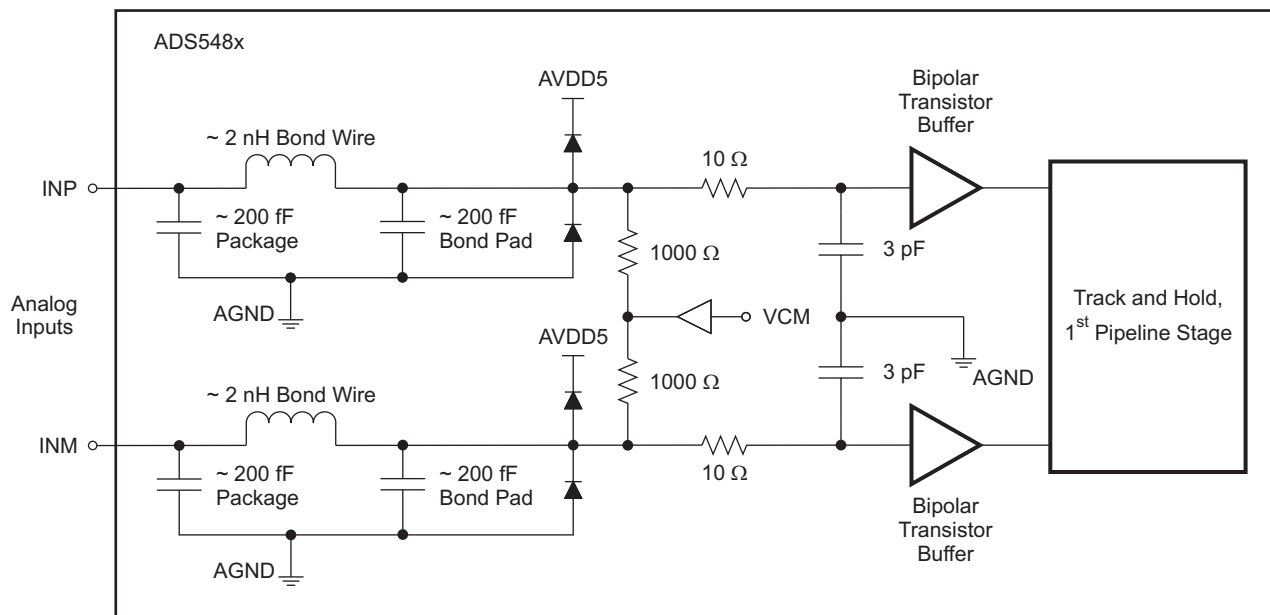 ADS548x
AVDD5
Bipolar
Transistor
Buffer
~ 2 nH Bond Wire
10 Ω
INP
~ 200 fF
Package
~ 200 fF
Bond Pad
1000 Ω
3 pF
Analog
Inputs
AGND
VCM
Track and Hold,
1st Pipeline Stage
AVDD5
AGND
~ 2 nH Bond Wire
1000 Ω
3 pF
INM
10 Ω
~ 200 fF
Package
~ 200 fF
Bond Pad
Bipolar
Transistor
Buffer
AGND